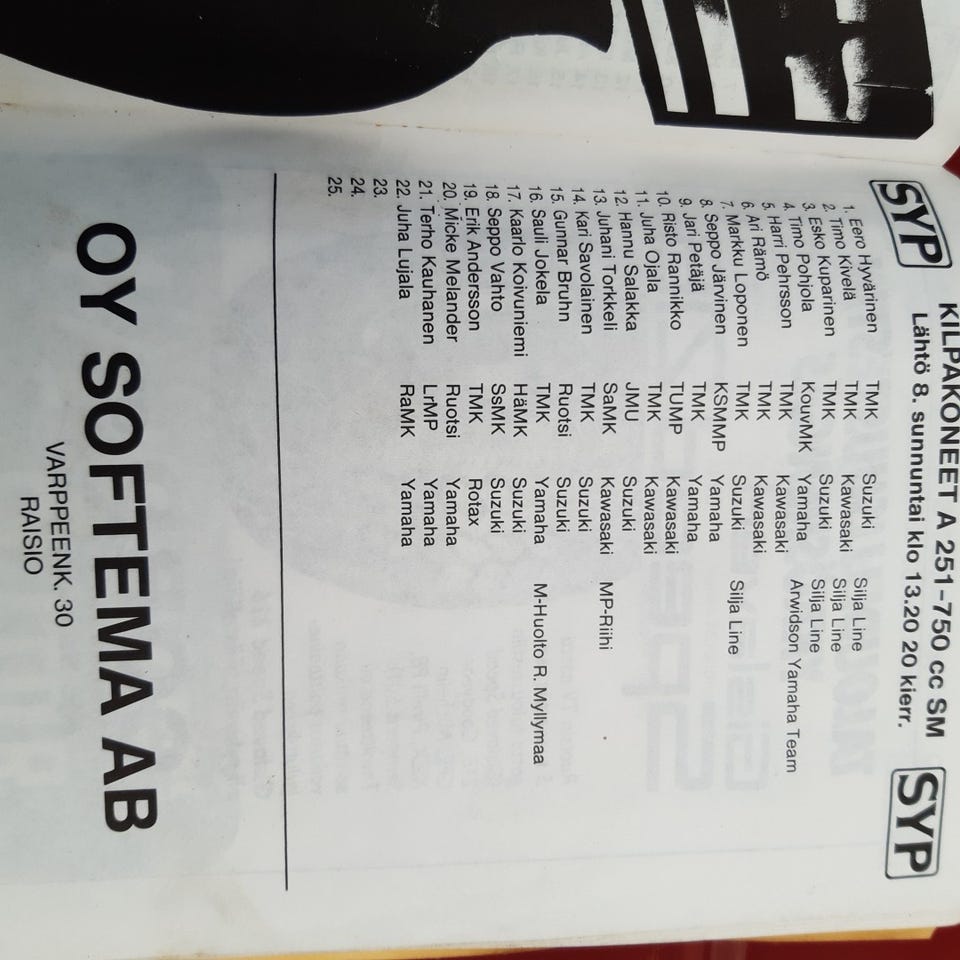 KILPAKONEET A 251-750 cc SM
SYP Lähtö 8. sunnuntai klo 13.20 20 kierr. SYP
1. Eero Hyvärinen TMK Suzuki Silja Line
2. Timo Kivelä TMK Kawasaki Silja Line
3. Esko Kuparinen TMK Suzuki Silja Line
4. Timo Pohjola KouvMK Yamaha Arwidson Yamaha Team
5. Harri Pehrsson TMK Kawasaki
6. Ari Rämö TMK Kawasaki
7. Markku Loponen TMK Suzuki Silja Line
8. Seppo Järvinen KSMMP Yamaha
9. Jari Petäjä TMK Yamaha
10. Risto Rannikko TUMP Kawasaki
11. Juha Ojala TMK Kawasaki
12. Hannu Salakka JMU Suzuki
13. Juhani Torkkeli SaMK Kawasaki MP-Riihi
14. Kari Savolainen TMK Suzuki
15. Gunnar Bruhn Ruotsi Suzuki
16. Sauli Jokela TMK Yamaha M-Huolto R. Myllymaa
17. Kaarlo Koivuniemi HäMK Suzuki
18. Seppo Vahto SsMK Suzuki
19. Erik Andersson TMK Rotax
20. Micke Melander Ruotsi Yamaha
21. Terho Kauhanen LrMP Yamaha
22. Juha Lujala RaMK Yamaha
23.
24.
25.
OY SOFTEMA AB
VARPPEENK. 30
RAISIO